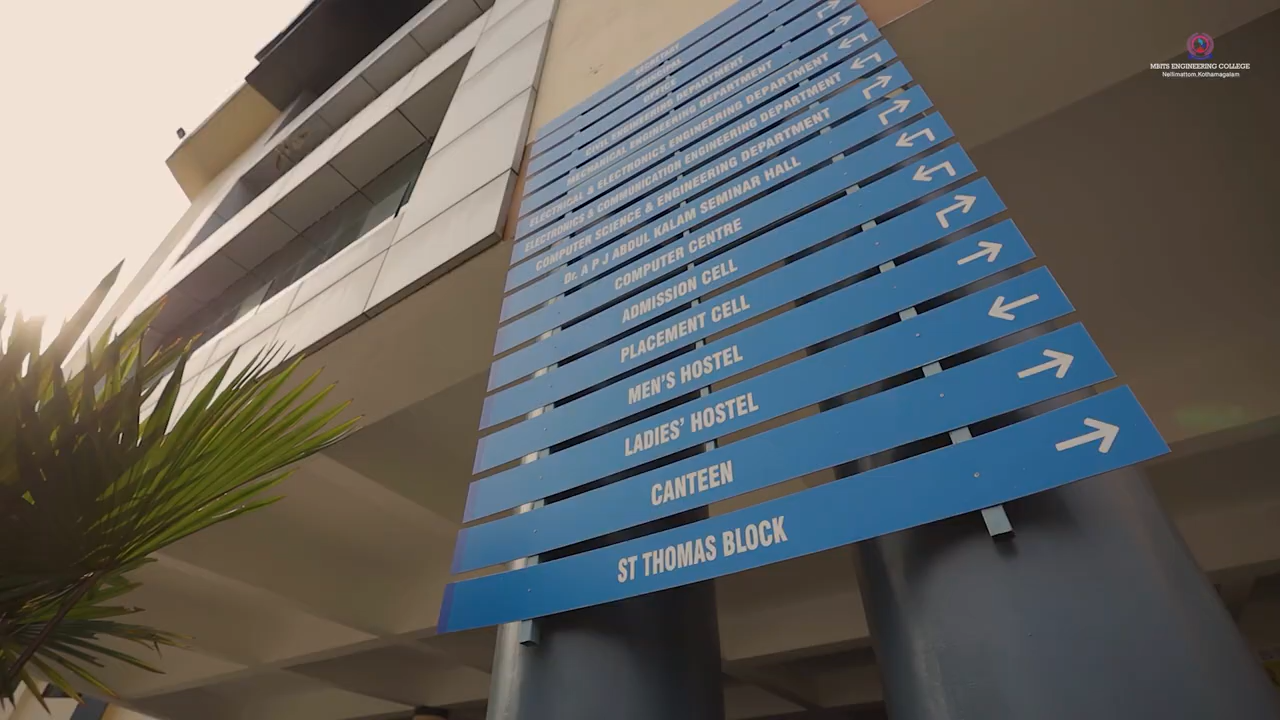 MBITS ENGINEERING COLLEGE
Nellimattom, Kothamagalam
SECRETARY
PRINCIPAL
OFFICE
CIVIL ENGINEERING DEPARTMENT
MECHANICAL ENGINEERING DEPARTMENT
ELECTRICAL & ELECTRONICS ENGINEERING DEPARTMENT
ELECTRONICS & COMMUNICATION ENGINEERING DEPARTMENT
COMPUTER SCIENCE & ENGINEERING DEPARTMENT
Dr. A P J ABDUL KALAM SEMINAR HALL
COMPUTER CENTRE
ADMISSION CELL
PLACEMENT CELL
MEN'S HOSTEL
LADIES' HOSTEL
CANTEEN
ST THOMAS BLOCK